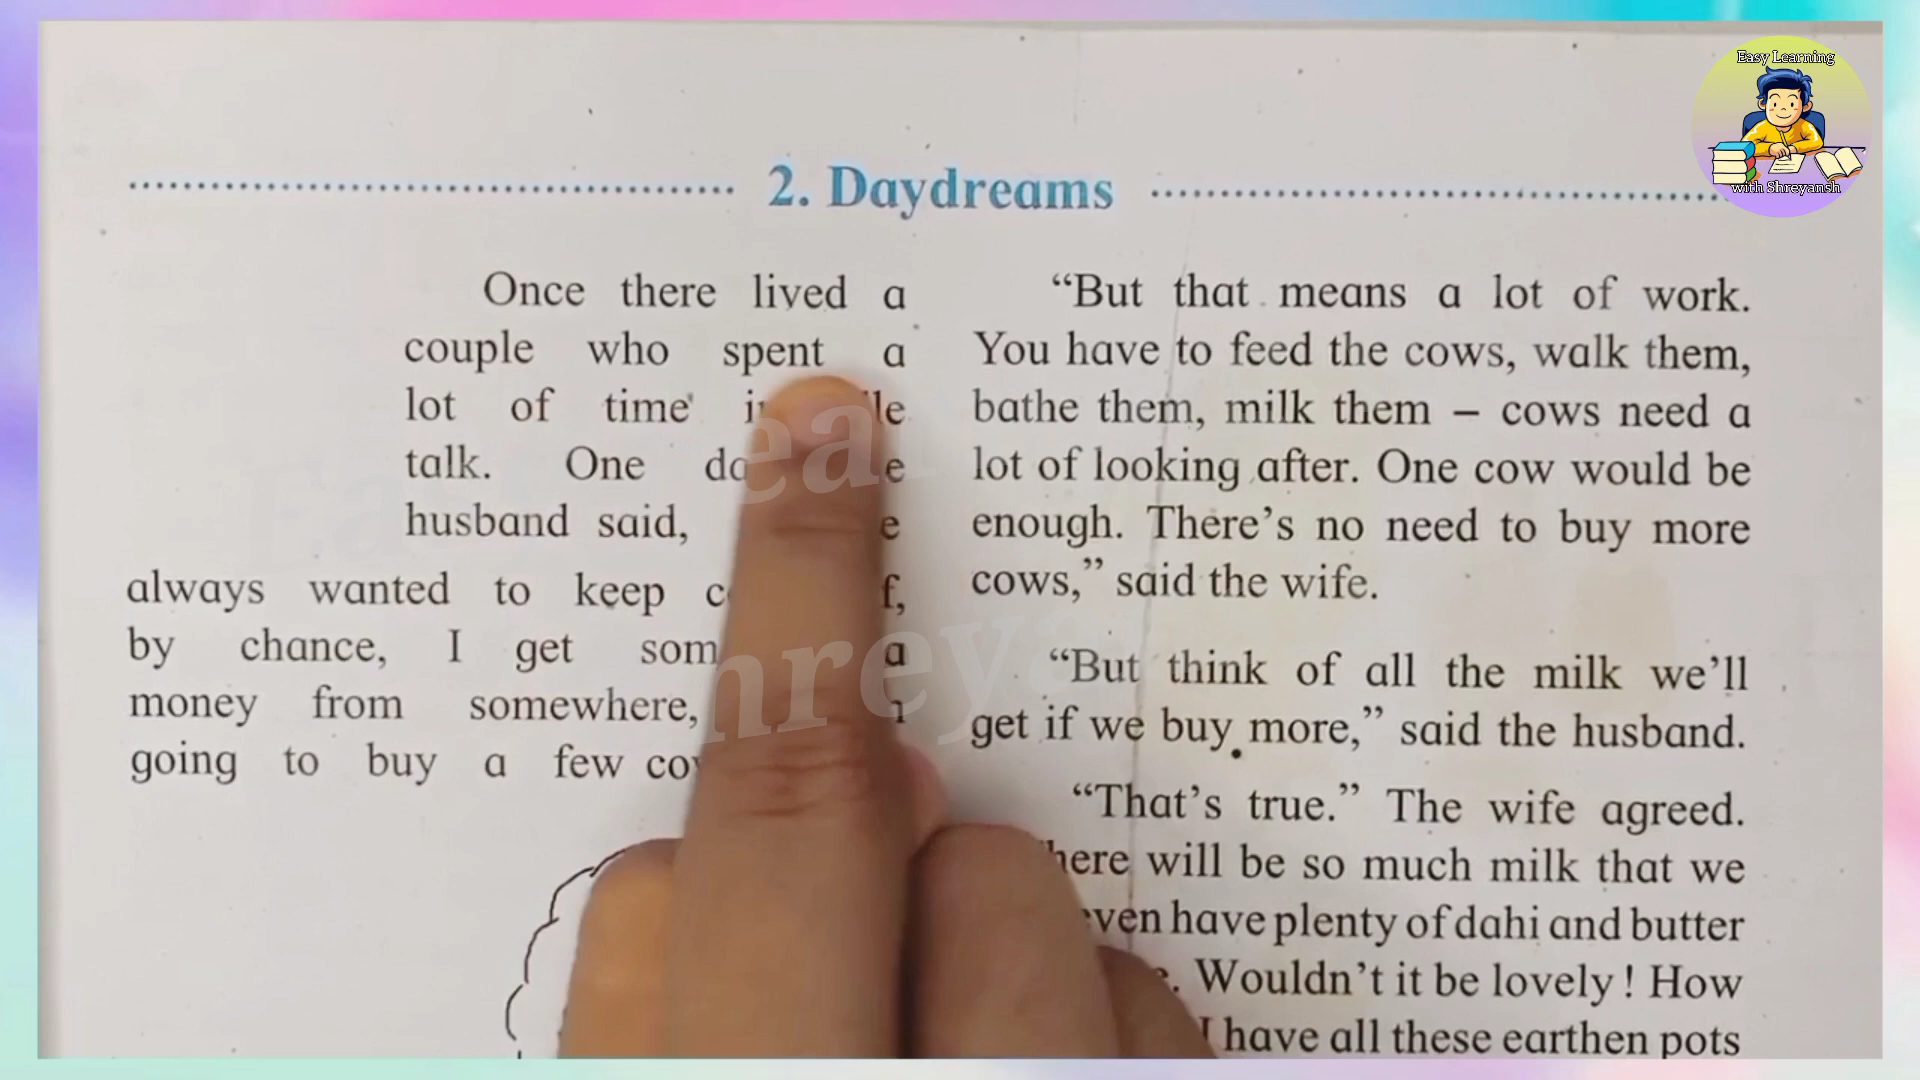 Easy Learning
with Shreyansh
2. Daydreams
Once there lived a
couple who spent a
lot of time
talk. One
husband said,
always wanted to keep
by chance, I get a
money from somewhere,
going to buy a few
“But that means a lot of work.
You have to feed the cows, walk them,
bathe them, milk them – cows need a
lot of looking after. One cow would be
enough. There’s no need to buy more
cows,” said the wife.
“But think of all the milk we’ll
get if we buy more,” said the husband.
“That’s true.” The wife agreed.
will be so much milk that we
have plenty of dahi and butter
Wouldn’t it be lovely! How
I have all these earthen pots